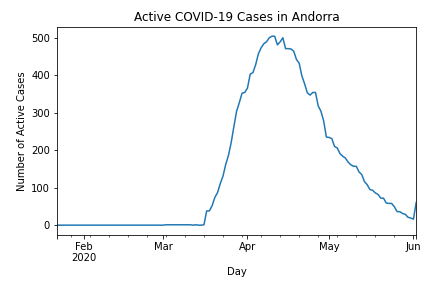 Active COVID-19 Cases in Andorra
Number of Active Cases
500
400
300
200
100
0
Feb
2020
Mar
Apr
May
Jun
Day